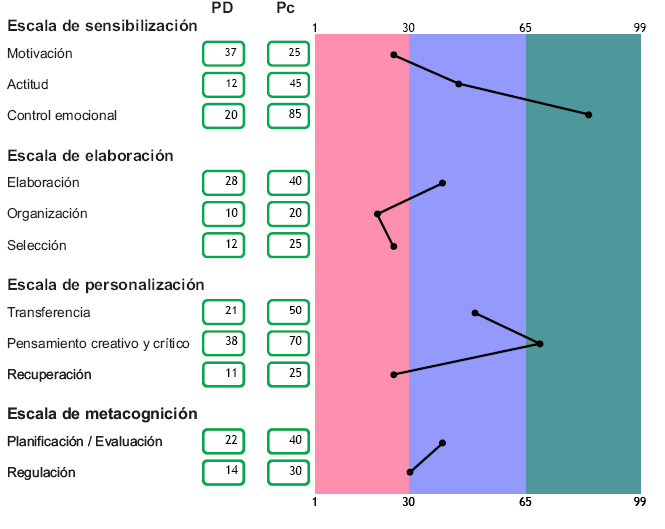 PD Pc
Escala de sensibilización 1 30 65 99
Motivación 37 25
Actitud 12 45
Control emocional 20 85
Escala de elaboración
Elaboración 28 40
Organización 10 20
Selección 12 25
Escala de personalización
Transferencia 21 50
Pensamiento creativo y crítico 38 70
Recuperación 11 25
Escala de metacognición
Planificación / Evaluación 22 40
Regulación 14 30
1 30 65 99